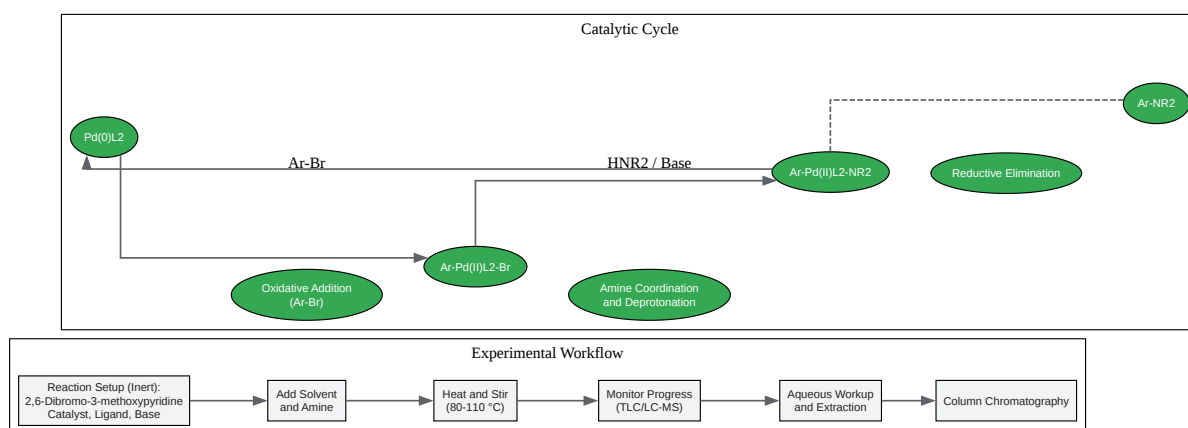 Catalytic Cycle
Ar-NR2
Pd(0)L2
Ar-Br
HNR2 / Base
Ar-Pd(II)L2-NR2
Reductive Elimination
Ar-Pd(II)L2-Br
Oxidative Addition
(Ar-Br)
Amine Coordination
and Deprotonation
Experimental Workflow
Reaction Setup (Inert):
2,6-Dibromo-3-methoxypyridine
Catalyst, Ligand, Base
Add Solvent
and Amine
Heat and Stir
(80-110 °C)
Monitor Progress
(TLC/LC-MS)
Aqueous Workup
and Extraction
Column Chromatography